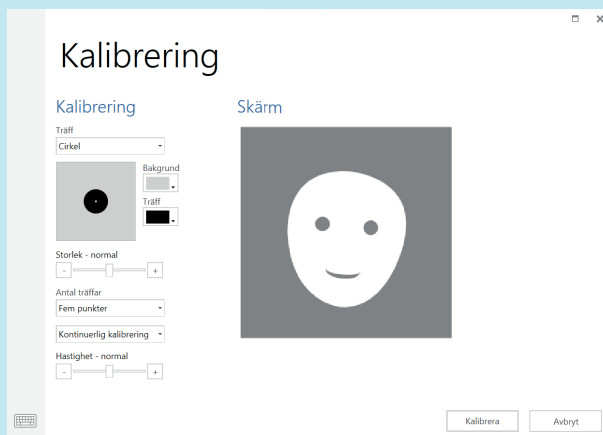 Kalibrering
Kalibrering
Träff
Cirkel
Bakgrund
Träff
Storlek - normal
- +
Antal träffar
Fem punkter
Kontinuerlig kalibrering
Hastighet - normal
- +
Skärm
Kalibrera
Avbryt